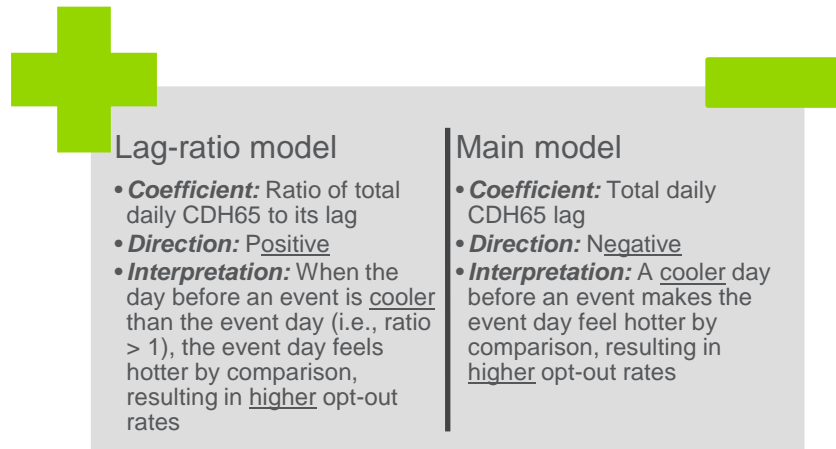 Lag-ratio model
• Coefficient: Ratio of total
daily CDH65 to its lag
• Direction: Positive
• Interpretation: When the
day before an event is cooler
than the event day (i.e., ratio
> 1), the event day feels
hotter by comparison,
resulting in higher opt-out
rates
Main model
• Coefficient: Total daily
CDH65 lag
• Direction: Negative
• Interpretation: A cooler day
before an event makes the
event day feel hotter by
comparison, resulting in
higher opt-out rates